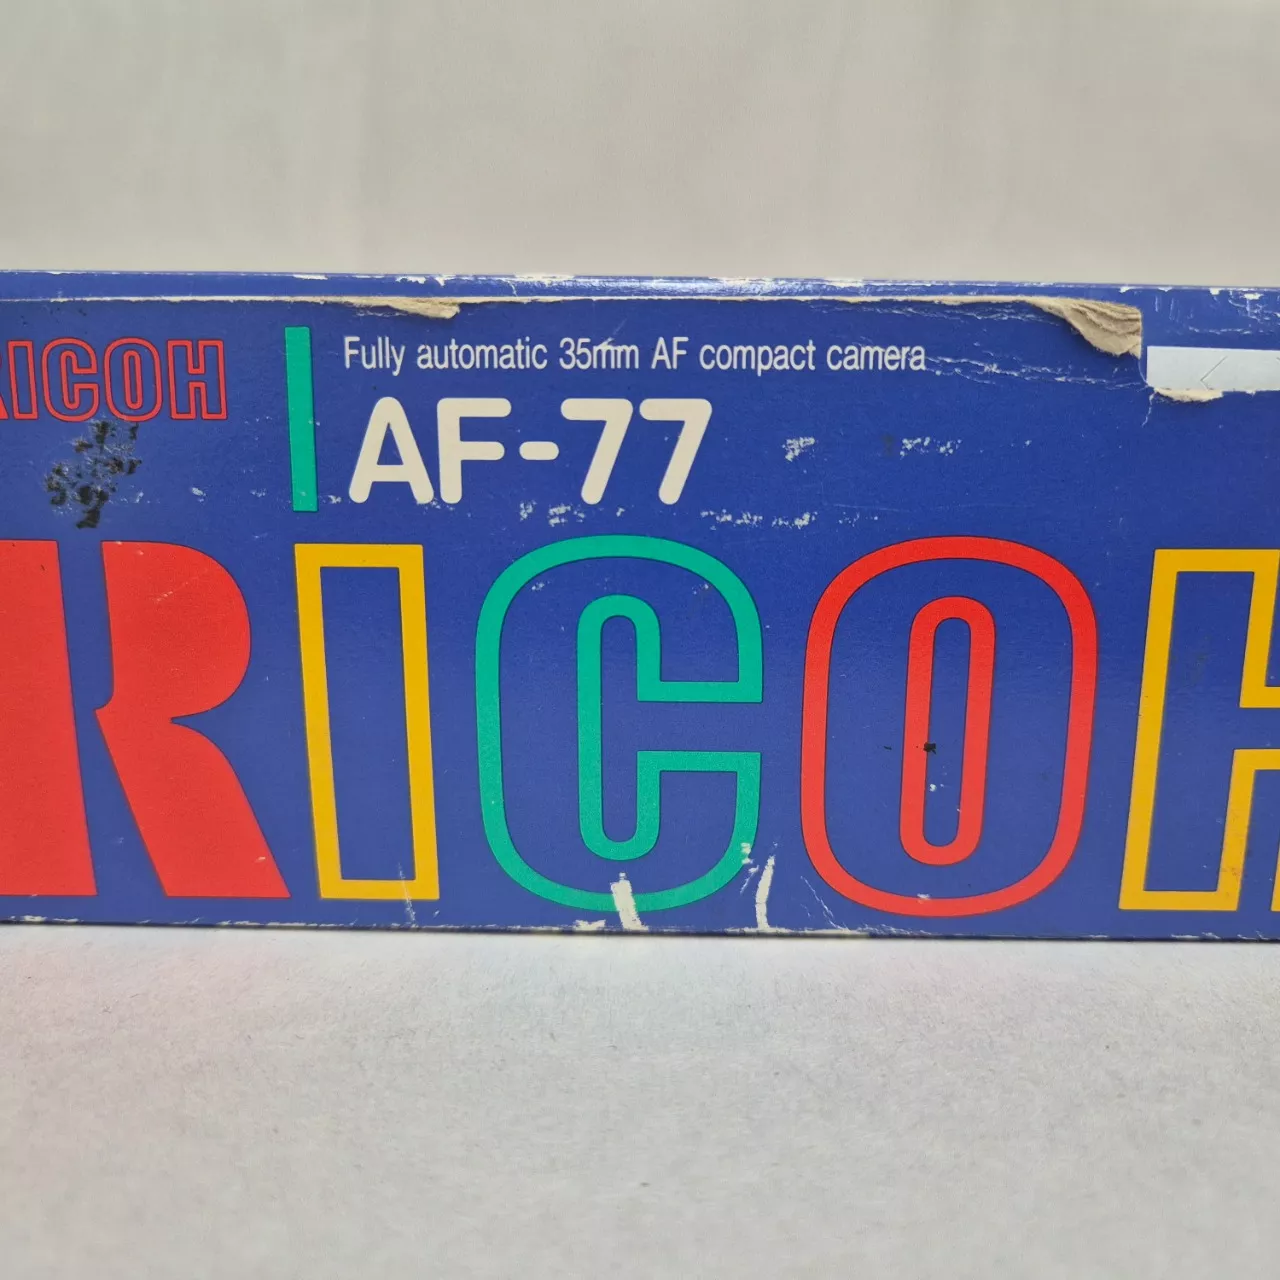 RICOH
Fully automatic 35mm AF compact camera
AF-77
RICOH